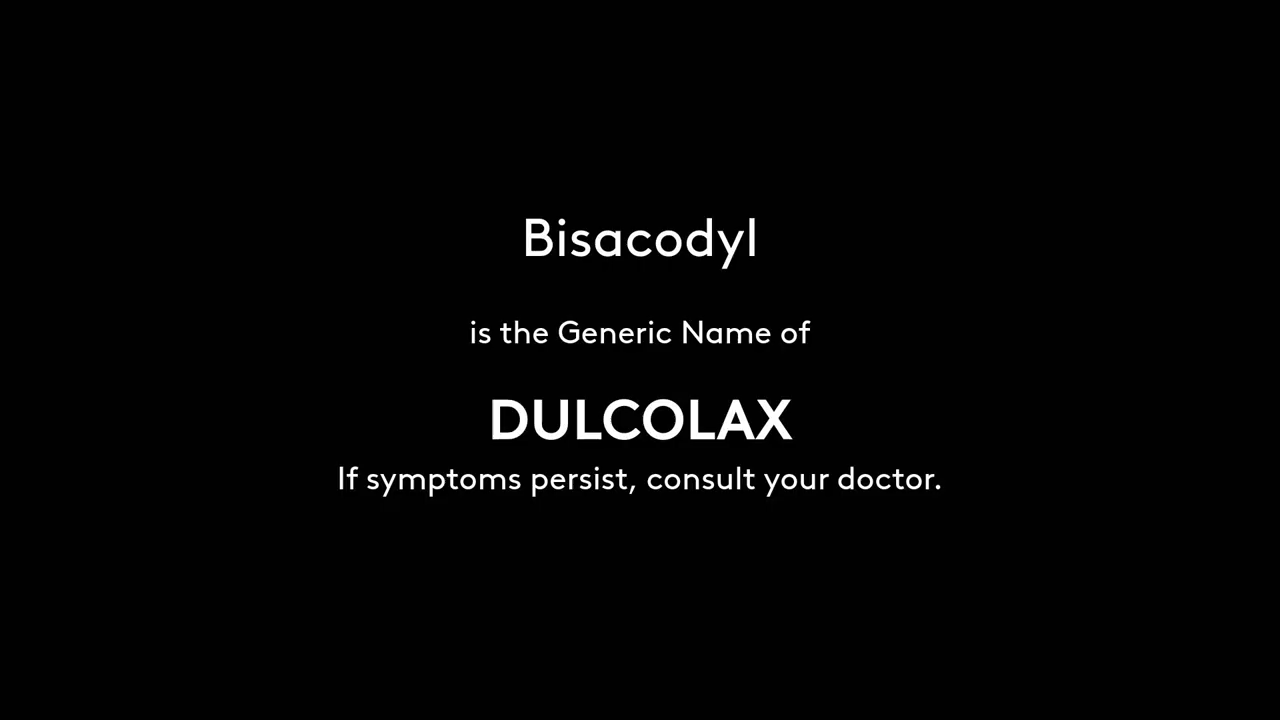 Bisacodyl
is the Generic Name of
DULCOLAX
If symptoms persist, consult your doctor.